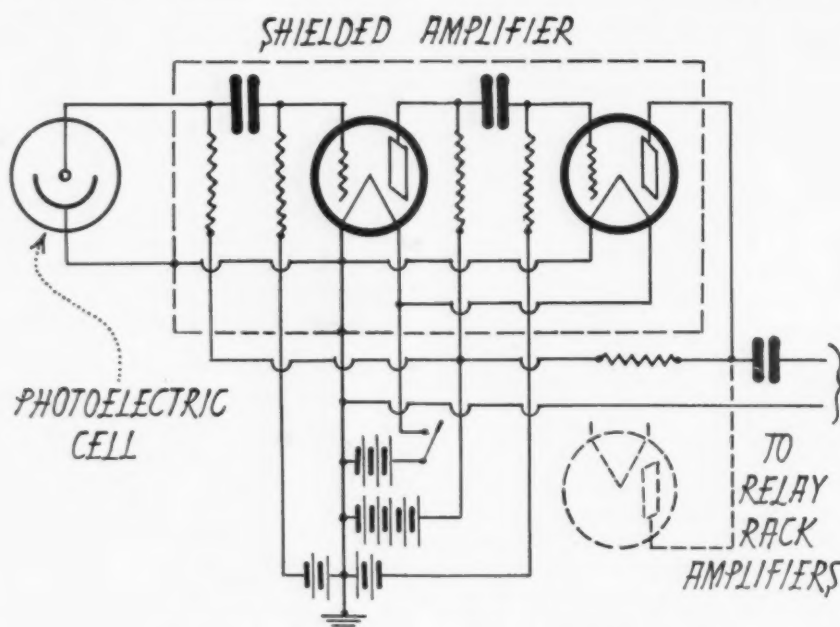 SHIELDED AMPLIFIER
PHOTOELECTRIC
CELL
TO
RELAY
RACK
AMPLIFIERS